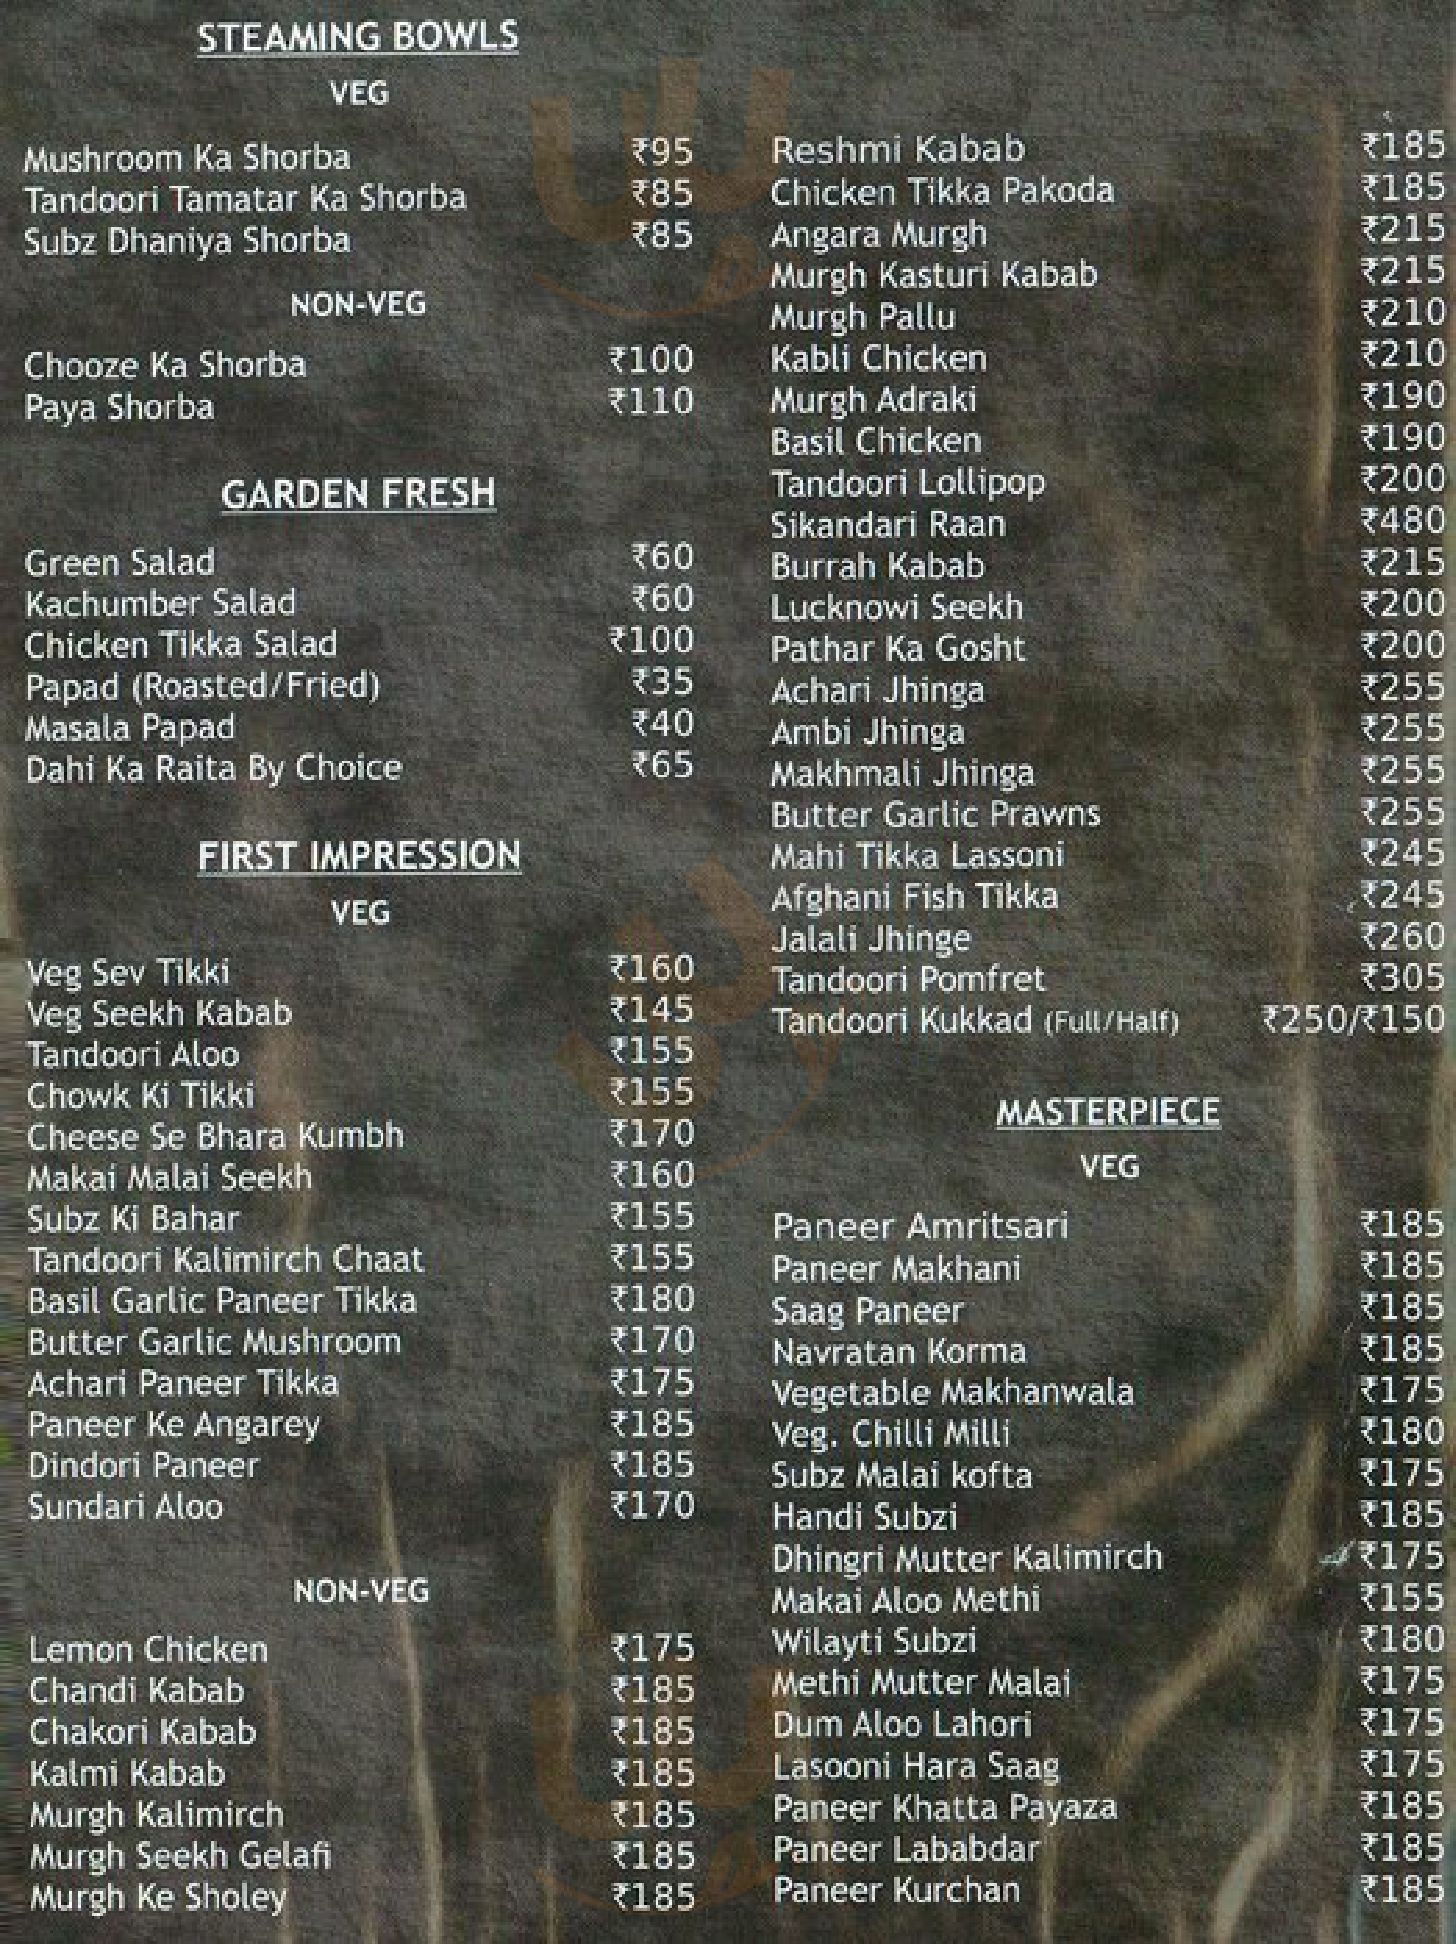 STEAMING BOWLS
VEG
Mushroom Ka Shorba ₹95
Tandoori Tamatar Ka Shorba ₹85
Subz Dhaniya Shorba ₹85
NON-VEG
Chooze Ka Shorba ₹100
Paya Shorba ₹110
GARDEN FRESH
Green Salad ₹60
Kachumber Salad ₹60
Chicken Tikka Salad ₹100
Papad (Roasted/Fried) ₹35
Masala Papad ₹40
Dahi Ka Raita By Choice ₹65
FIRST IMPRESSION
VEG
Veg Sev Tikki ₹160
Veg Seekh Kabab ₹145
Tandoori Aloo ₹155
Chowk Ki Tikki ₹155
Cheese Se Bhara Kumbh ₹170
Makai Malai Seekh ₹160
Subz Ki Bahar ₹155
Tandoori Kalimirch Chaat ₹155
Basil Garlic Paneer Tikka ₹180
Butter Garlic Mushroom ₹170
Achari Paneer Tikka ₹175
Paneer Ke Angarey ₹185
Dindori Paneer ₹185
Sundari Aloo ₹170
NON-VEG
Lemon Chicken ₹175
Chandi Kabab ₹185
Chakori Kabab ₹185
Kalmi Kabab ₹185
Murgh Kalimirch ₹185
Murgh Seekh Gelafi ₹185
Murgh Ke Sholey ₹185
Reshmi Kabab ₹185
Chicken Tikka Pakoda ₹185
Angara Murgh ₹215
Murgh Kasturi Kabab ₹215
Murgh Pallu ₹210
Kabli Chicken ₹210
Murgh Adraki ₹190
Basil Chicken ₹190
Tandoori Lollipop ₹200
Sikandari Raan ₹480
Burrah Kabab ₹215
Lucknowi Seekh ₹200
Pathar Ka Gosht ₹200
Achari Jhinga ₹255
Ambi Jhinga ₹255
Makhmali Jhinga ₹255
Butter Garlic Prawns ₹255
Mahi Tikka Lassoni ₹245
Afghani Fish Tikka ₹245
Jalali Jhinge ₹260
Tandoori Pomfret ₹305
Tandoori Kukkad (Full/Half) ₹250/₹150
MASTERPIECE
VEG
Paneer Amritsari ₹185
Paneer Makhani ₹185
Saag Paneer ₹185
Navratan Korma ₹185
Vegetable Makhanwala ₹175
Veg. Chilli Milli ₹180
Subz Malai kofta ₹175
Handi Subzi ₹185
Dhingri Mutter Kalimirch ₹175
Makai Aloo Methi ₹155
Wilayti Subzi ₹180
Methi Mutter Malai ₹175
Dum Aloo Lahori ₹175
Lasooni Hara Saag ₹175
Paneer Khatta Payaza ₹185
Paneer Lababdar ₹185
Paneer Kurchan ₹185